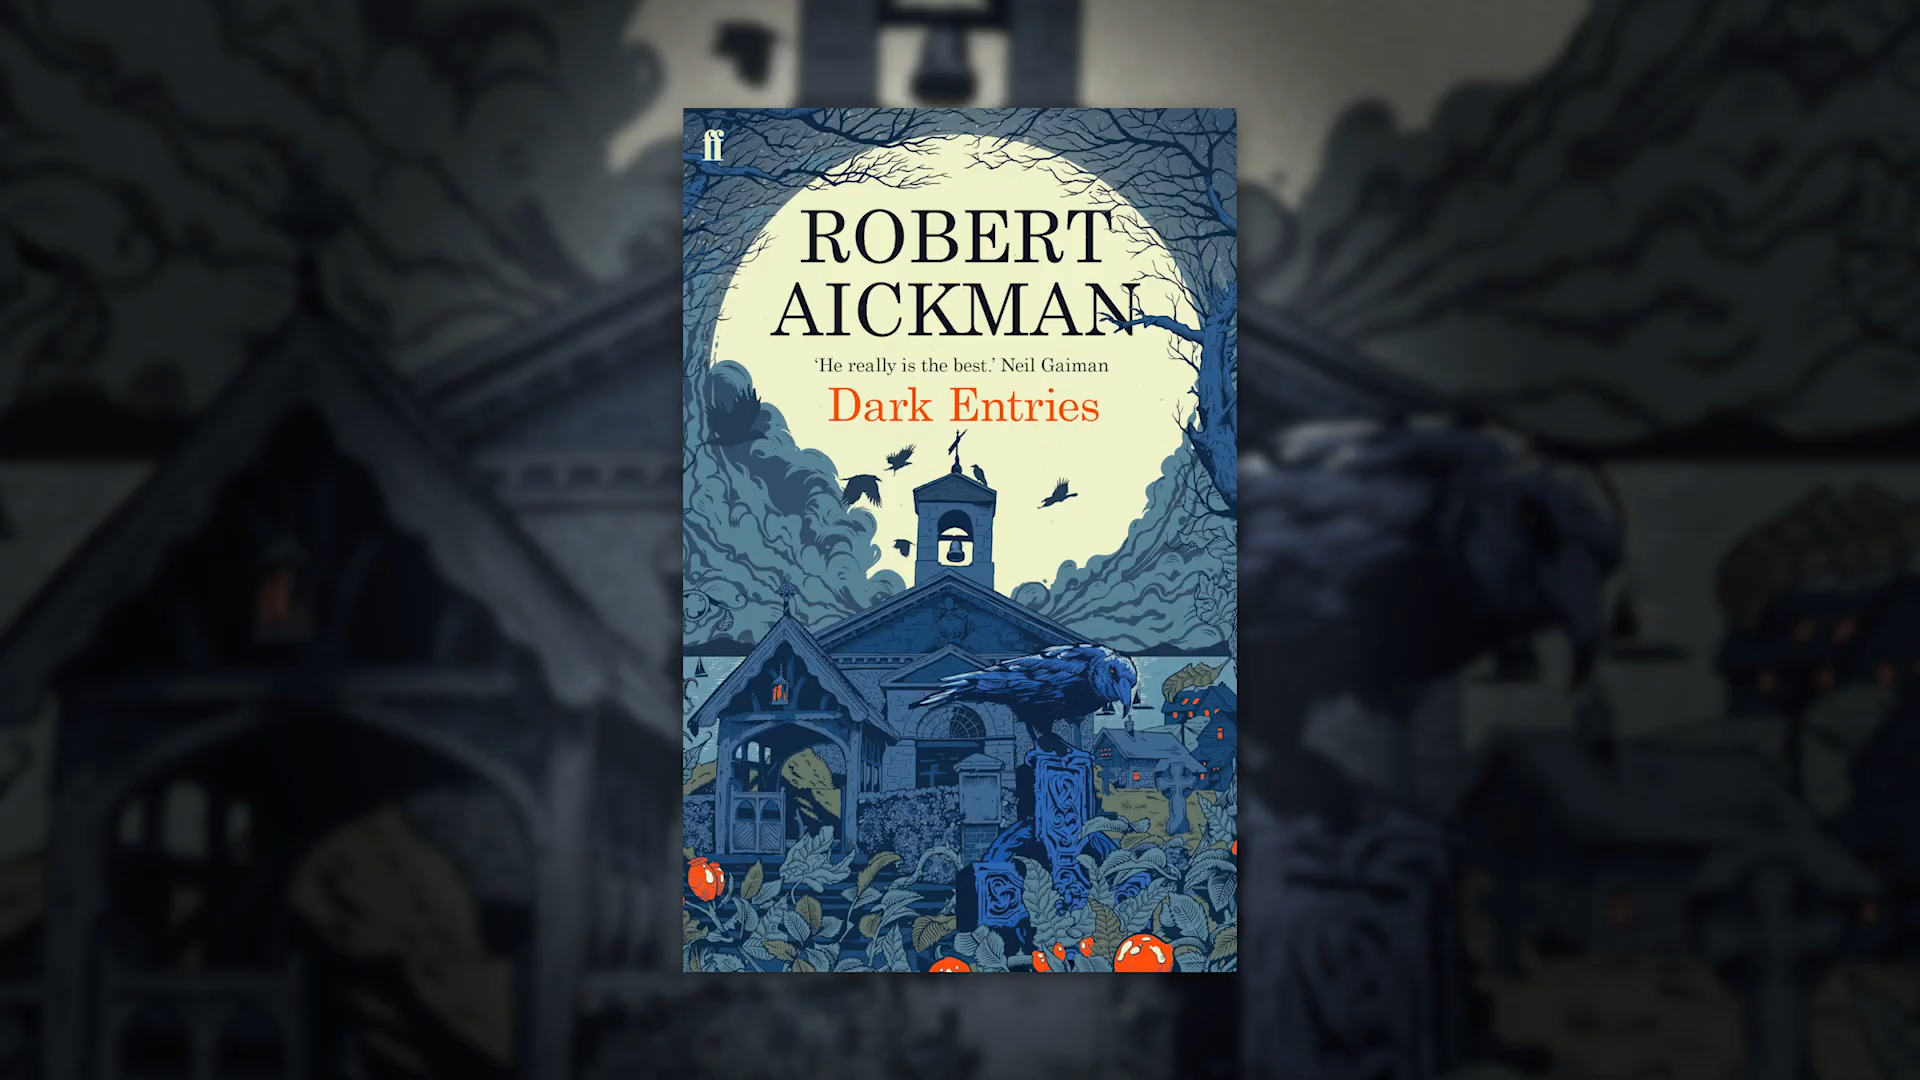 ff
ROBERT
AICKMAN
‘He really is the best.’ Neil Gaiman
Dark Entries